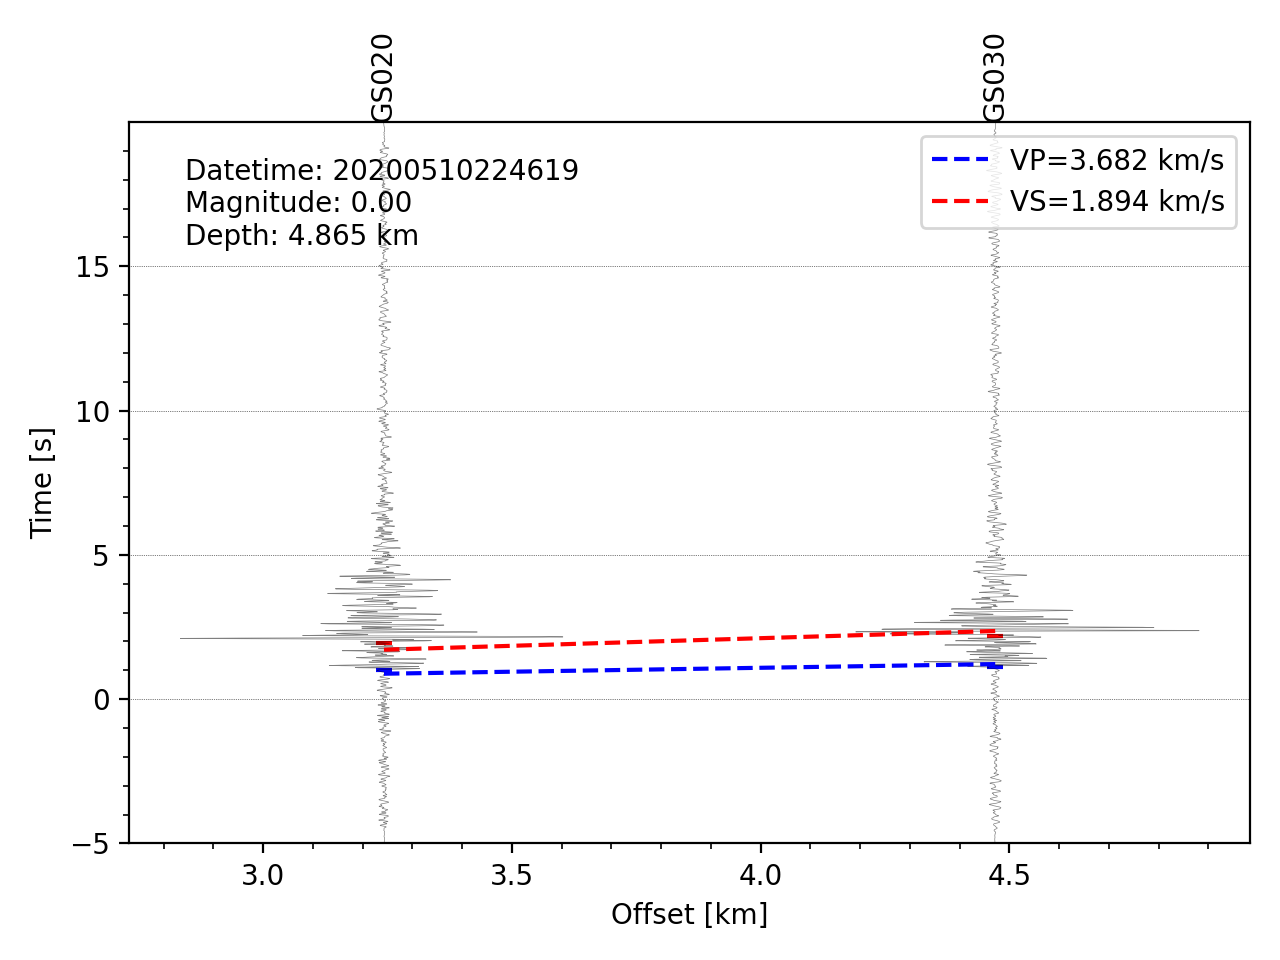 GS020
GS030
Datetime: 20200510224619
Magnitude: 0.00
Depth: 4.865 km
VP=3.682 km/s
VS=1.894 km/s
15
10
5
0
−5
Time [s]
3.0
3.5
4.0
4.5
Offset [km]